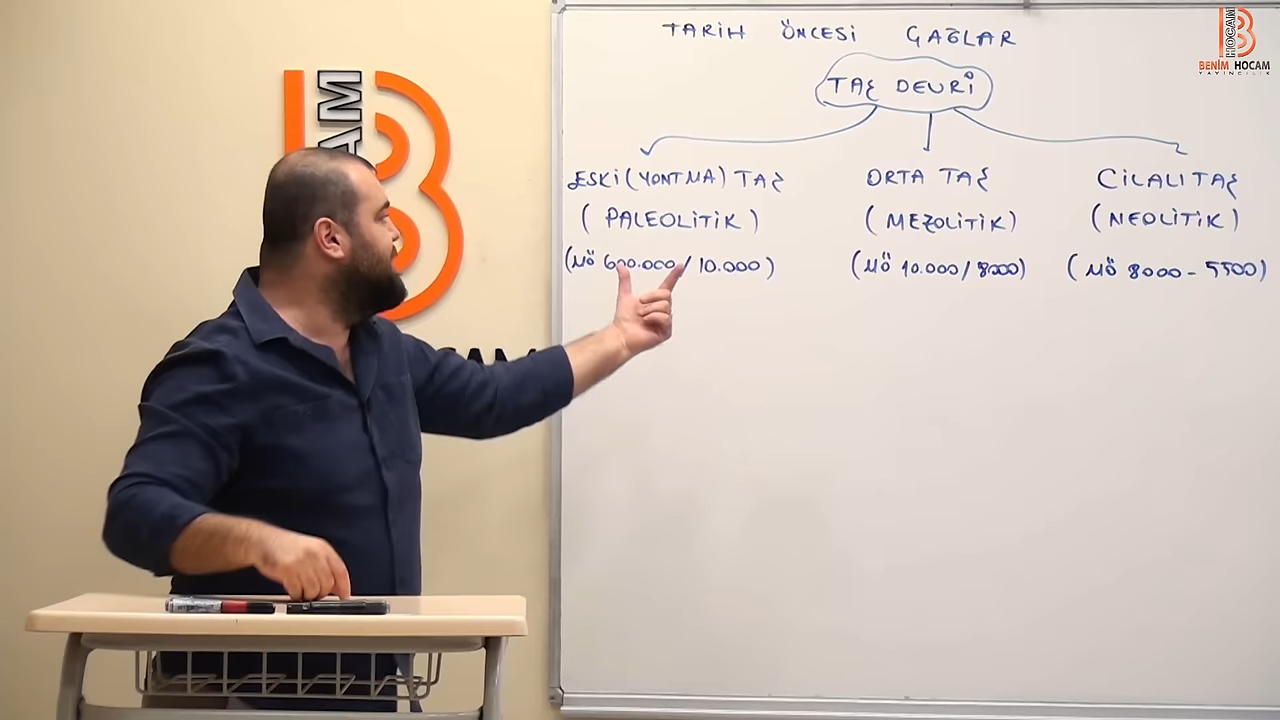 TARİH ÖNCESİ ÇAĞLAR
TAŞ DEVRİ
ESKİ (YONTMA) TAŞ
(PALEOLİTİK)
(MÖ 600.000 / 10.000)
ORTA TAŞ
(MEZOLİTİK)
(MÖ 10.000 / 8000)
CİLALI TAŞ
(NEOLİTİK)
(MÖ 8000 - 5500)
HOCAM
BENİM HOCAM
YAYINCILIK